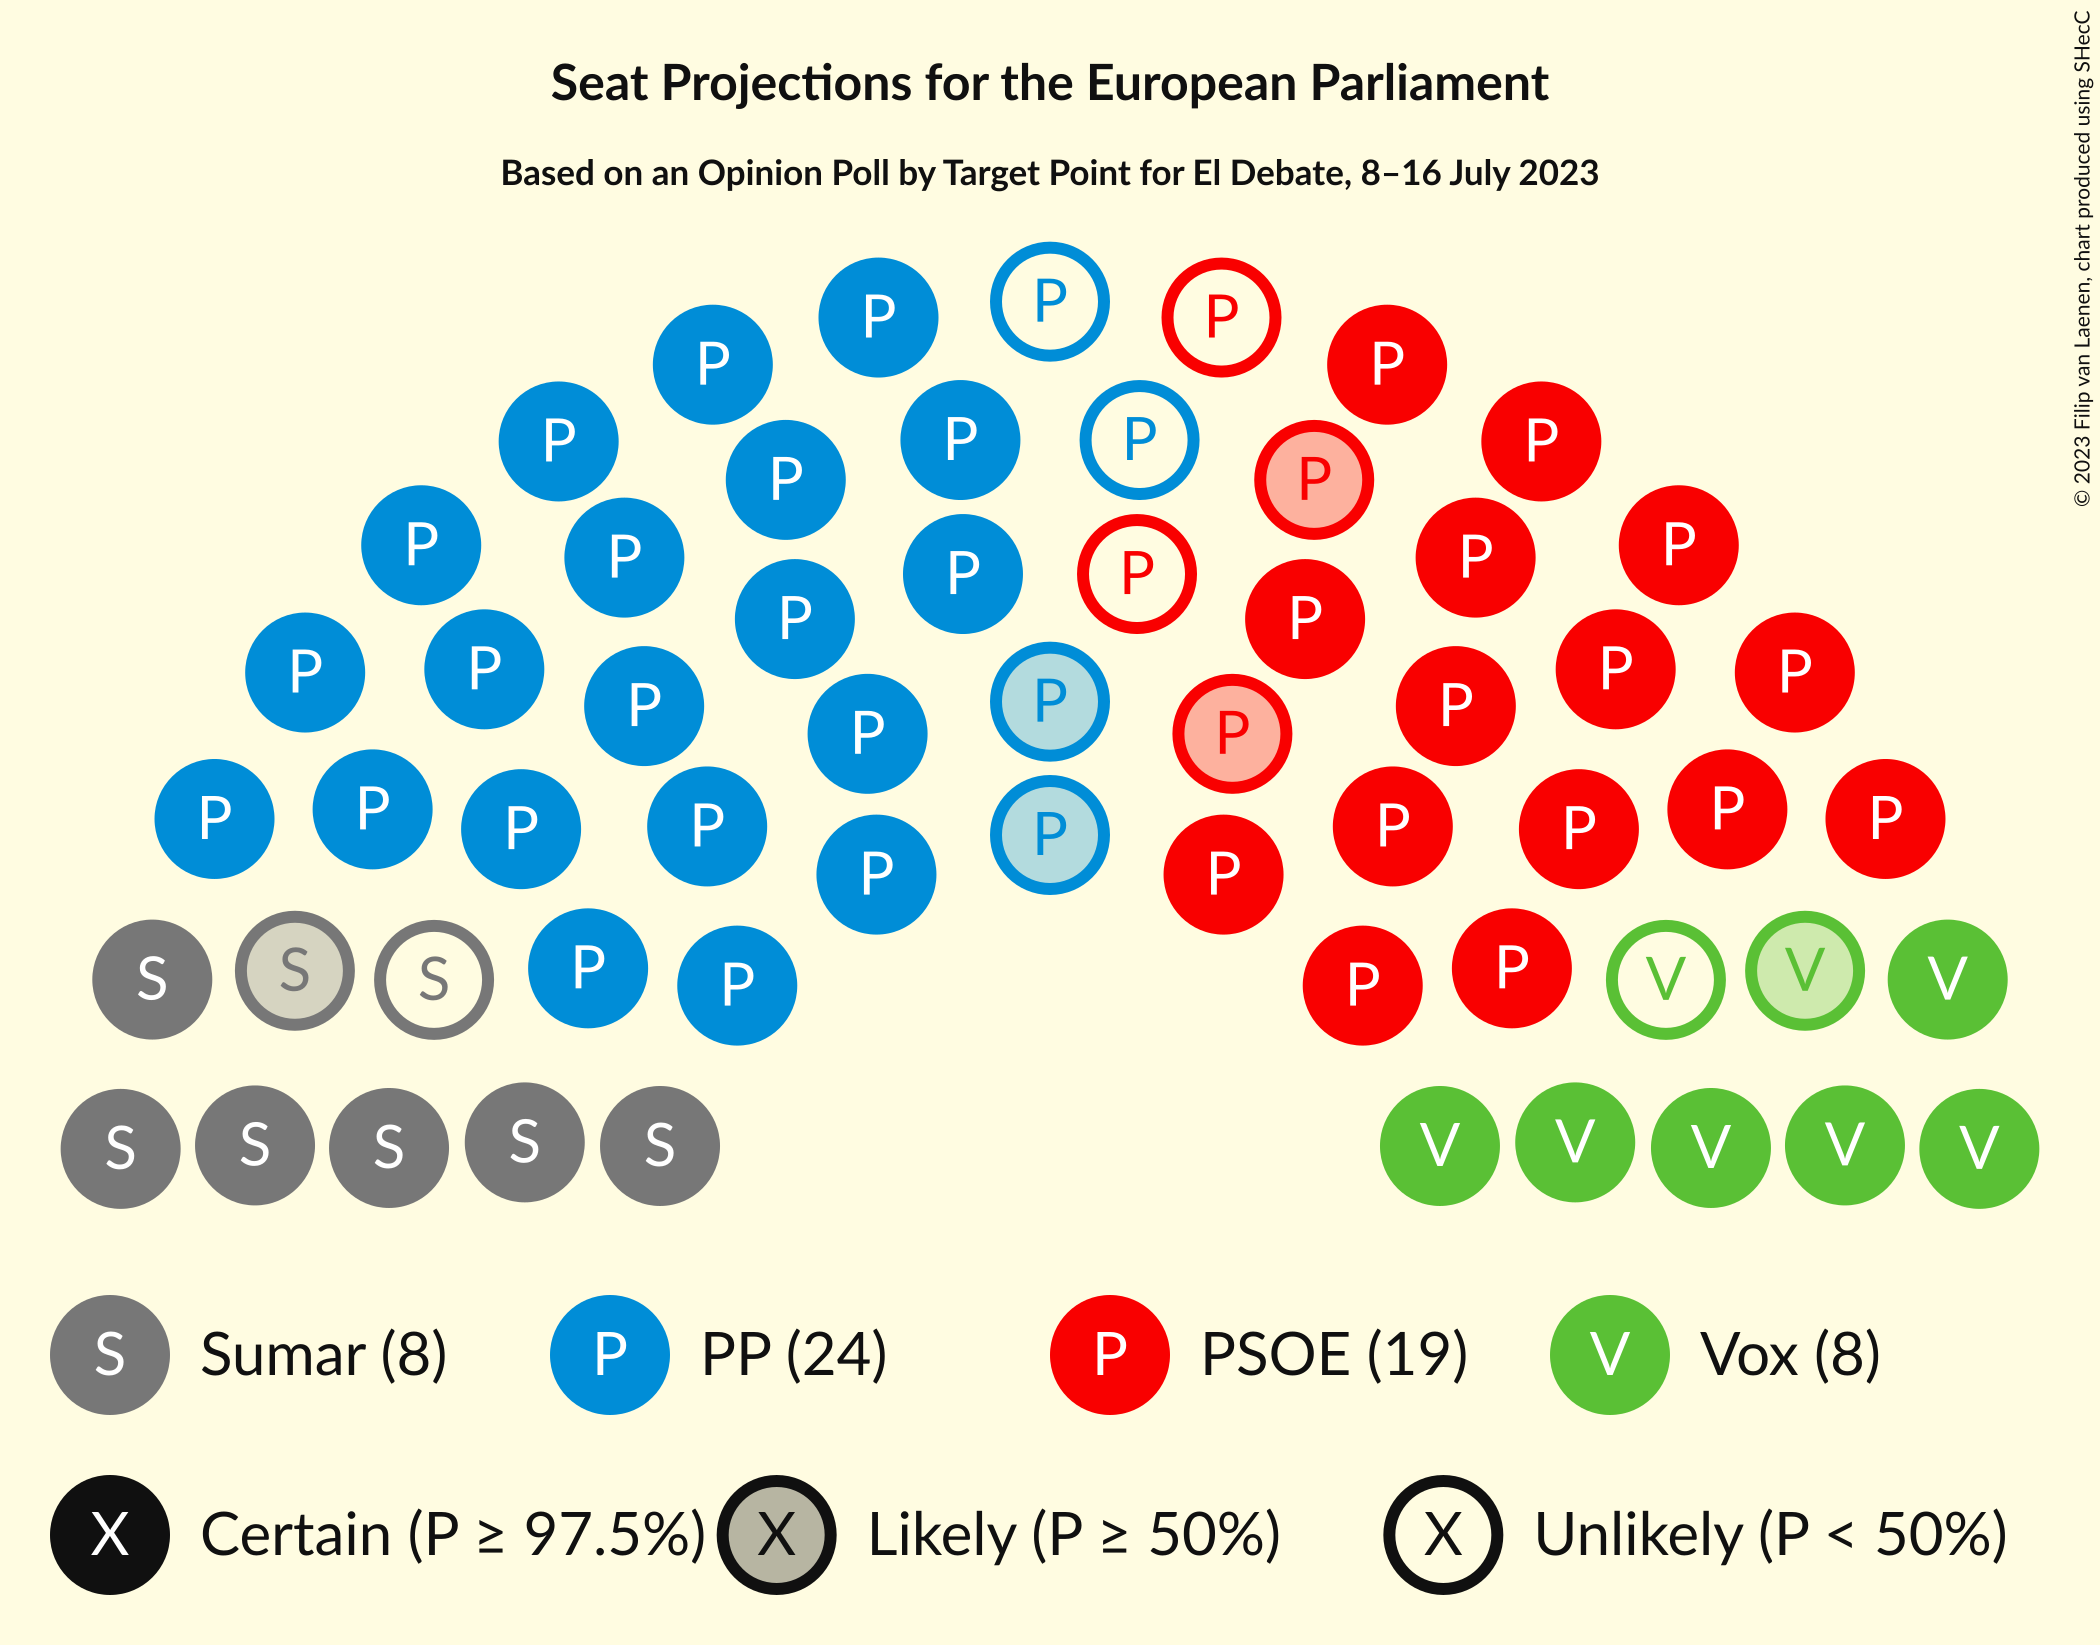 Seat Projections for the European Parliament
Based on an Opinion Poll by Target Point for El Debate, 8–16 July 2023
© 2023 Filip van Laenen, chart produced using SHecC
P
P P
P P
P P
P P P P
P P
P P
P P P P
P P
P P P P
P P
P P
P P
P P P P
P
P P P P
P P P P
P P
S S S P P P P V V V
S S S S S V V V V V
S Sumar (8) P PP (24) P PSOE (19) V Vox (8)
X Certain (P ≥ 97.5%) X Likely (P ≥ 50%) X Unlikely (P < 50%)